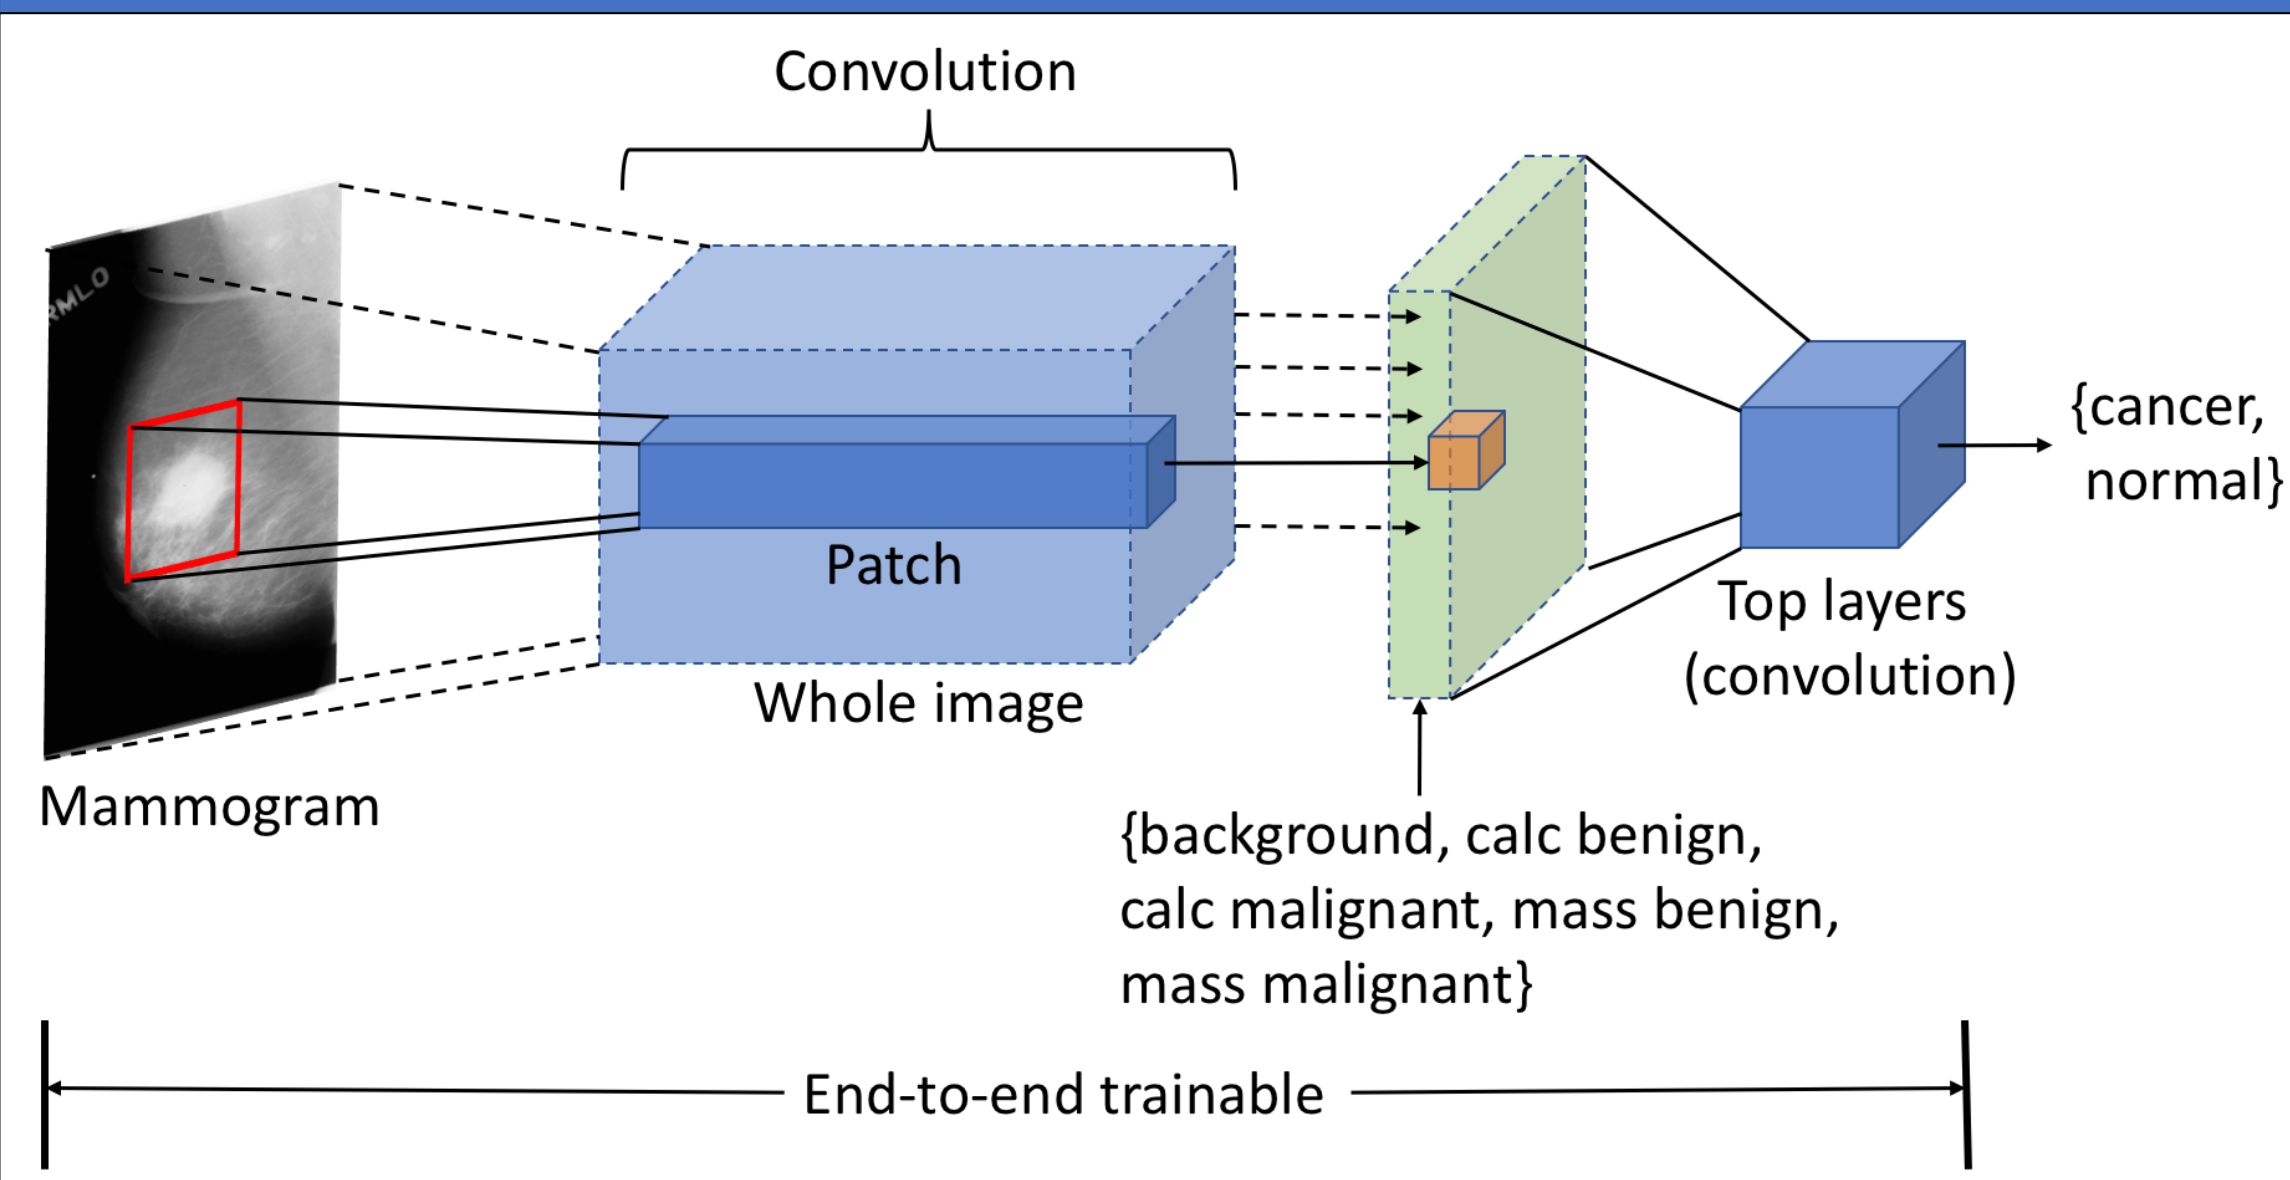 Convolution
RMLO
Patch
Whole image
Mammogram
{cancer,
normal}
Top layers
(convolution)
{background, calc benign,
calc malignant, mass benign,
mass malignant}
End-to-end trainable